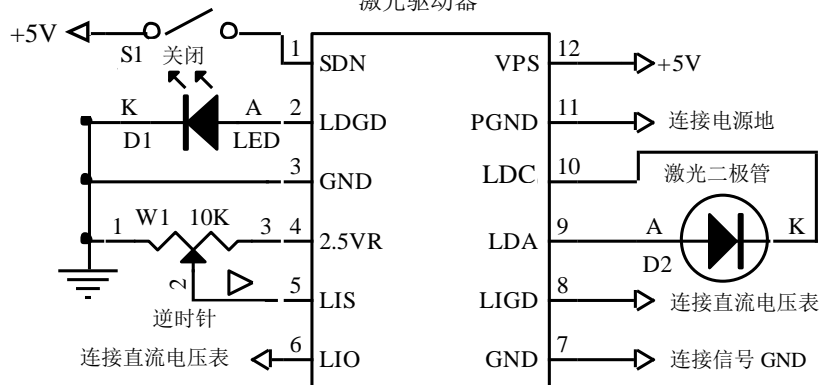 激光驱动器
+5V
S1 关闭
1 SDN
VPS 12
+5V
K A
D1 LED
2 LDGD
PGND 11
连接电源地
3 GND
LDC 10
激光二极管
1 W1 10K 3
4 2.5VR
LDA 9
A K
D2
2
5 LIS
LIGD 8
连接直流电压表
逆时针
连接直流电压表
6 LIO
GND 7
连接信号 GND